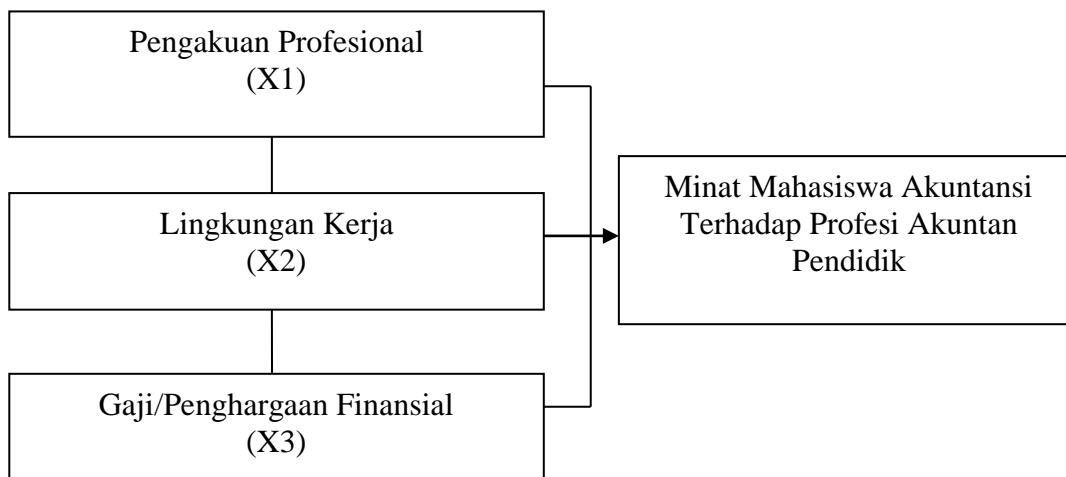 Pengakuan Profesional
(X1)
Lingkungan Kerja
(X2)
Gaji/Penghargaan Finansial
(X3)
Minat Mahasiswa Akuntansi
Terhadap Profesi Akuntan
Pendidik